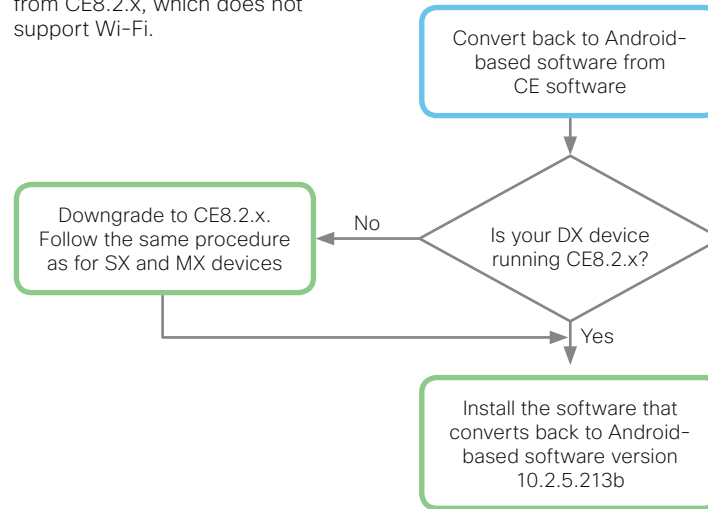 from CE8.2.x, which does not
support Wi-Fi.
Convert back to Android-
based software from
CE software
Is your DX device
running CE8.2.x?
No
Downgrade to CE8.2.x.
Follow the same procedure
as for SX and MX devices
Yes
Install the software that
converts back to Android-
based software version
10.2.5.213b